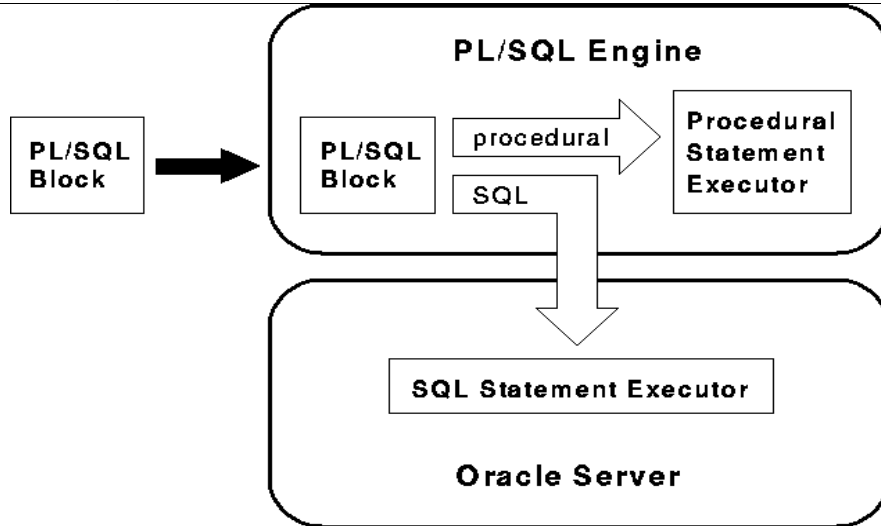 PL/SQL Engine
PL/SQL
Block
PL/SQL
Block
procedural
SQL
Procedural
Statement
Executor
SQL Statement Executor
Oracle Server